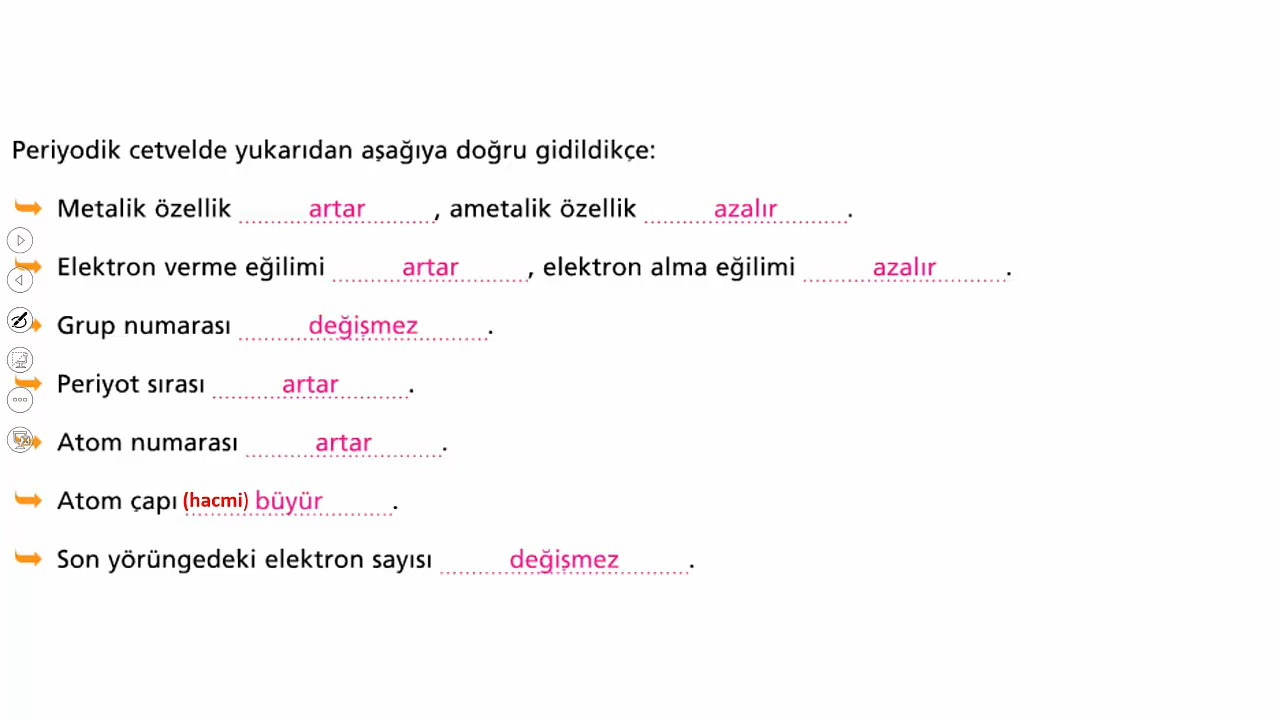 Periyodik cetvelde yukarıdan aşağıya doğru gidildikçe:
Metalik özellik artar, ametalik özellik azalır.
Elektron verme eğilimi artar, elektron alma eğilimi azalır.
Grup numarası değişmez.
Periyot sırası artar.
Atom numarası artar.
Atom çapı (hacmi) büyür.
Son yörüngedeki elektron sayısı değişmez.